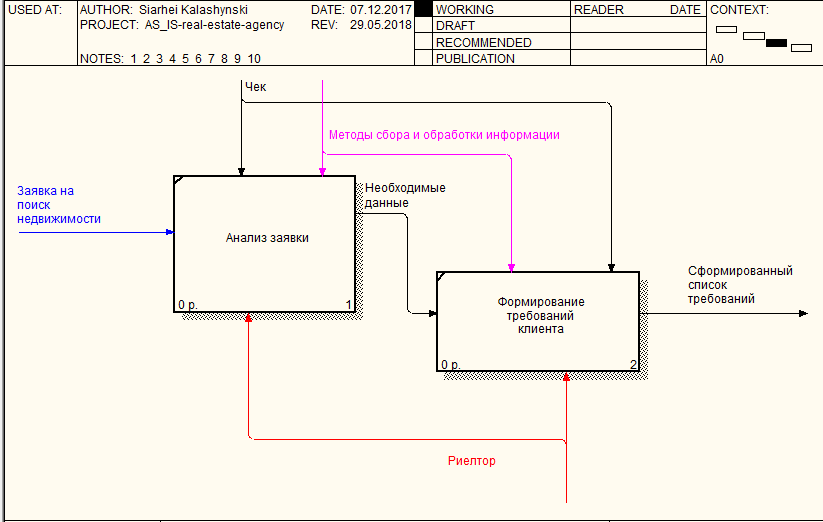 USED AT:
AUTHOR: Siarhei Kalashynski
DATE: 07.12.2017
PROJECT: AS_IS-real-estate-agency
REV: 29.05.2018
NOTES: 1 2 3 4 5 6 7 8 9 10
WORKING
DRAFT
RECOMMENDED
PUBLICATION
READER
DATE
CONTEXT:
A0
Чек
Методы сбора и обработки информации
Заявка на
поиск
недвижимости
Необходимые
данные
Анализ заявки
0 р.
1
Сформированный
список
требований
Формирование
требований
клиента
0 р.
2
Риелтор